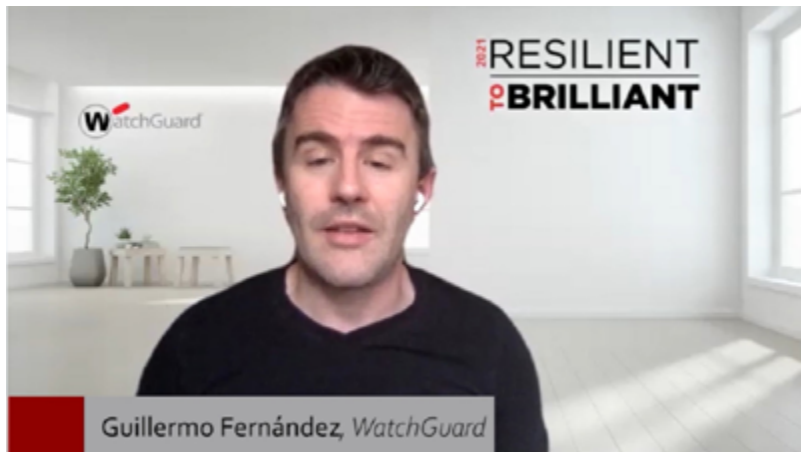 2021 RESILIENT
TO BRILLIANT
WatchGuard
Guillermo Fernández, WatchGuard